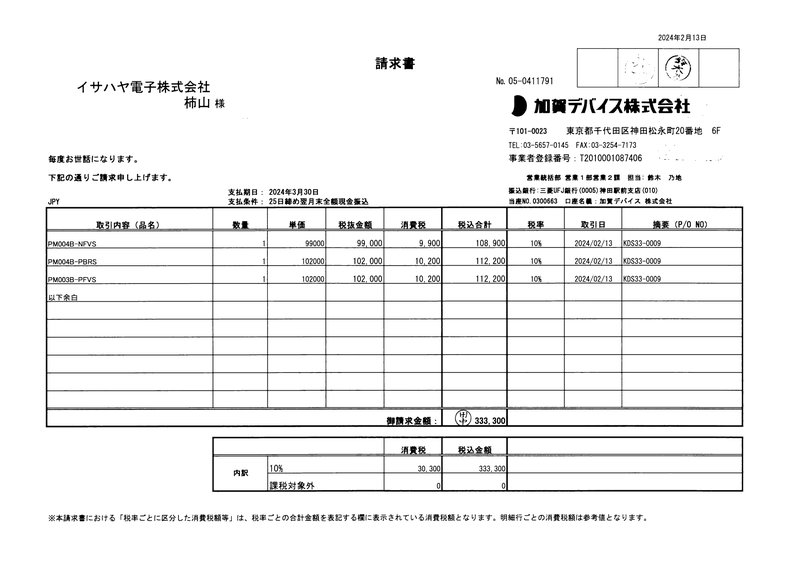 2024年2月13日
請求書
No. 05-0411791
イサハヤ電子株式会社
柿山 様
加賀デバイス株式会社
〒101-0023 東京都千代田区神田松永町20番地 6F
TEL:03-5657-0145 FAX:03-3254-7173
事業者登録番号：T2010001087406
毎度お世話になります。
下記の通りご請求申し上げます。
営業統括部 営業１部営業２課 担当：鈴木 乃地
支払期日： 2024年3月30日
振込銀行：三菱UFJ銀行(0005)神田駅前支店(010)
JPY
支払条件： 25日締め翌月末全額現金振込
当座NO.0300663 口座名義：加賀デバイス 株式会社
取引内容（品名） 数量 単価 税抜金額 消費税 税込合計 税率 取引日 摘要（P/O NO)
PM004B-NFVS 1 99000 99,000 9,900 108,900 10% 2024/02/13 KDS33-0009
PM004B-PBRS 1 102000 102,000 10,200 112,200 10% 2024/02/13 KDS33-0009
PM003B-PFVS 1 102000 102,000 10,200 112,200 10% 2024/02/13 KDS33-0009
以下余白
御請求金額： 333,300
消費税 税込金額
内訳 10% 30,300 333,300
課税対象外 0 0
※本請求書における「税率ごとに区分した消費税額等」は、税率ごとの合計金額を表記する欄に表示されている消費税額となります。明細行ごとの消費税額は参考値となります。